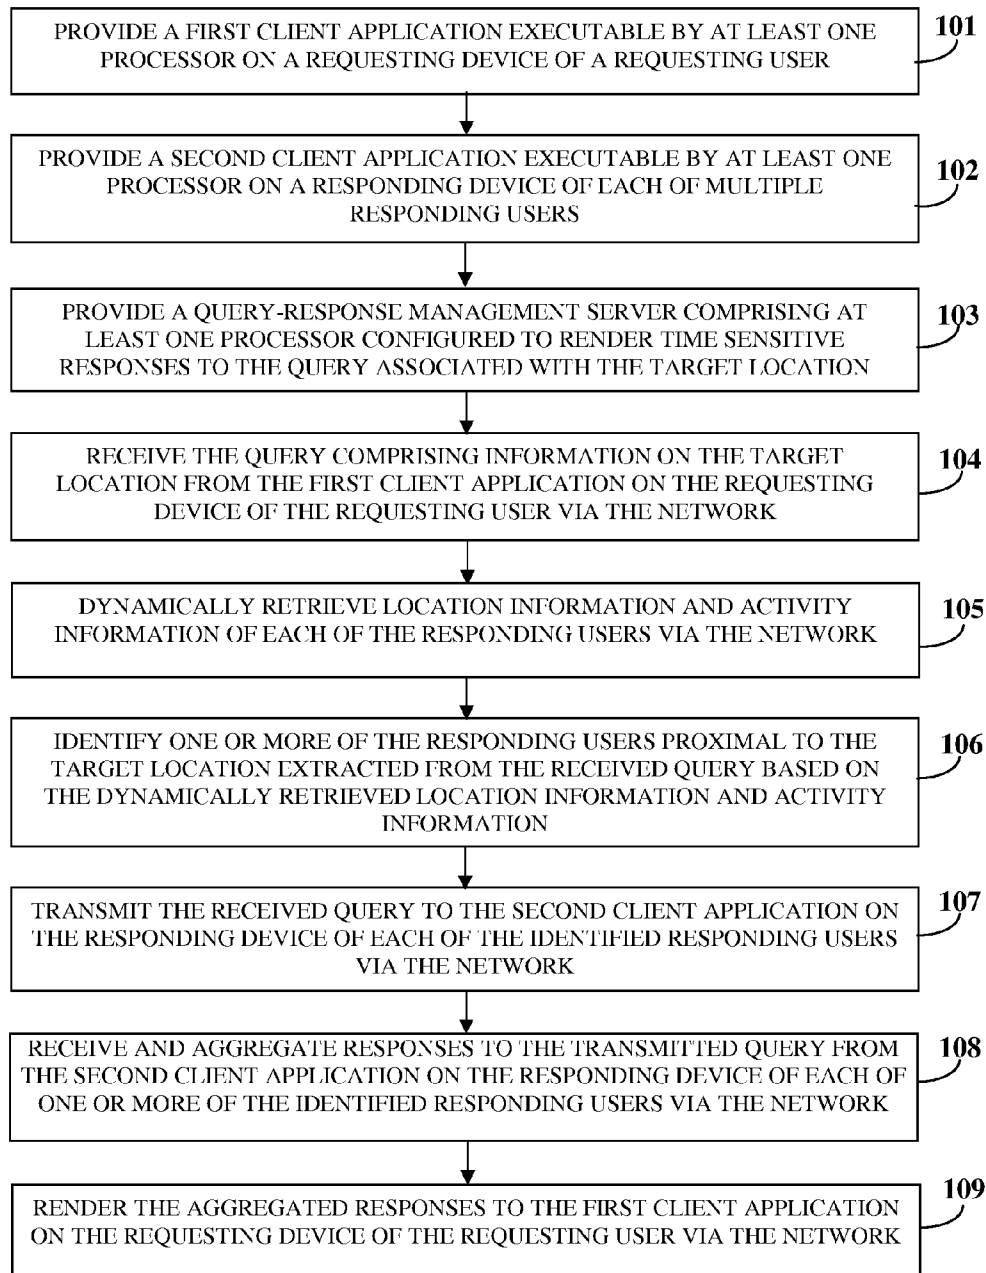 PROVIDE A FIRST CLIENT APPLICATION EXECUTABLE BY AT LEAST ONE
PROCESSOR ON A REQUESTING DEVICE OF A REQUESTING USER
101
PROVIDE A SECOND CLIENT APPLICATION EXECUTABLE BY AT LEAST ONE
PROCESSOR ON A RESPONDING DEVICE OF EACH OF MULTIPLE
RESPONDING USERS
102
PROVIDE A QUERY-RESPONSE MANAGEMENT SERVER COMPRISING AT
LEAST ONE PROCESSOR CONFIGURED TO RENDER TIME SENSITIVE
RESPONSES TO THE QUERY ASSOCIATED WITH THE TARGET LOCATION
103
RECEIVE THE QUERY COMPRISING INFORMATION ON THE TARGET
LOCATION FROM THE FIRST CLIENT APPLICATION ON THE REQUESTING
DEVICE OF THE REQUESTING USER VIA THE NETWORK
104
DYNAMICALLY RETRIEVE LOCATION INFORMATION AND ACTIVITY
INFORMATION OF EACH OF THE RESPONDING USERS VIA THE NETWORK
105
IDENTIFY ONE OR MORE OF THE RESPONDING USERS PROXIMAL TO THE
TARGET LOCATION EXTRACTED FROM THE RECEIVED QUERY BASED ON
THE DYNAMICALLY RETRIEVED LOCATION INFORMATION AND ACTIVITY
INFORMATION
106
TRANSMIT THE RECEIVED QUERY TO THE SECOND CLIENT APPLICATION ON
THE RESPONDING DEVICE OF EACH OF THE IDENTIFIED RESPONDING USERS
VIA THE NETWORK
107
RECEIVE AND AGGREGATE RESPONSES TO THE TRANSMITTED QUERY FROM
THE SECOND CLIENT APPLICATION ON THE RESPONDING DEVICE OF EACH OF
ONE OR MORE OF THE IDENTIFIED RESPONDING USERS VIA THE NETWORK
108
RENDER THE AGGREGATED RESPONSES TO THE FIRST CLIENT APPLICATION
ON THE REQUESTING DEVICE OF THE REQUESTING USER VIA THE NETWORK
109